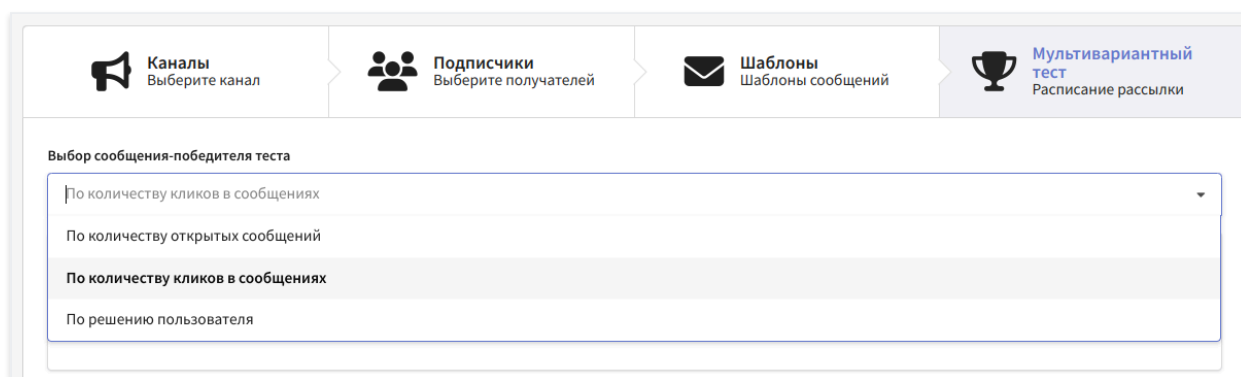 Каналы
Выберите канал
Подписчики
Выберите получателей
Шаблоны
Шаблоны сообщений
Мультивариантный
тест
Расписание рассылки
Выбор сообщения-победителя теста
По количеству кликов в сообщениях
По количеству открытых сообщений
По количеству кликов в сообщениях
По решению пользователя